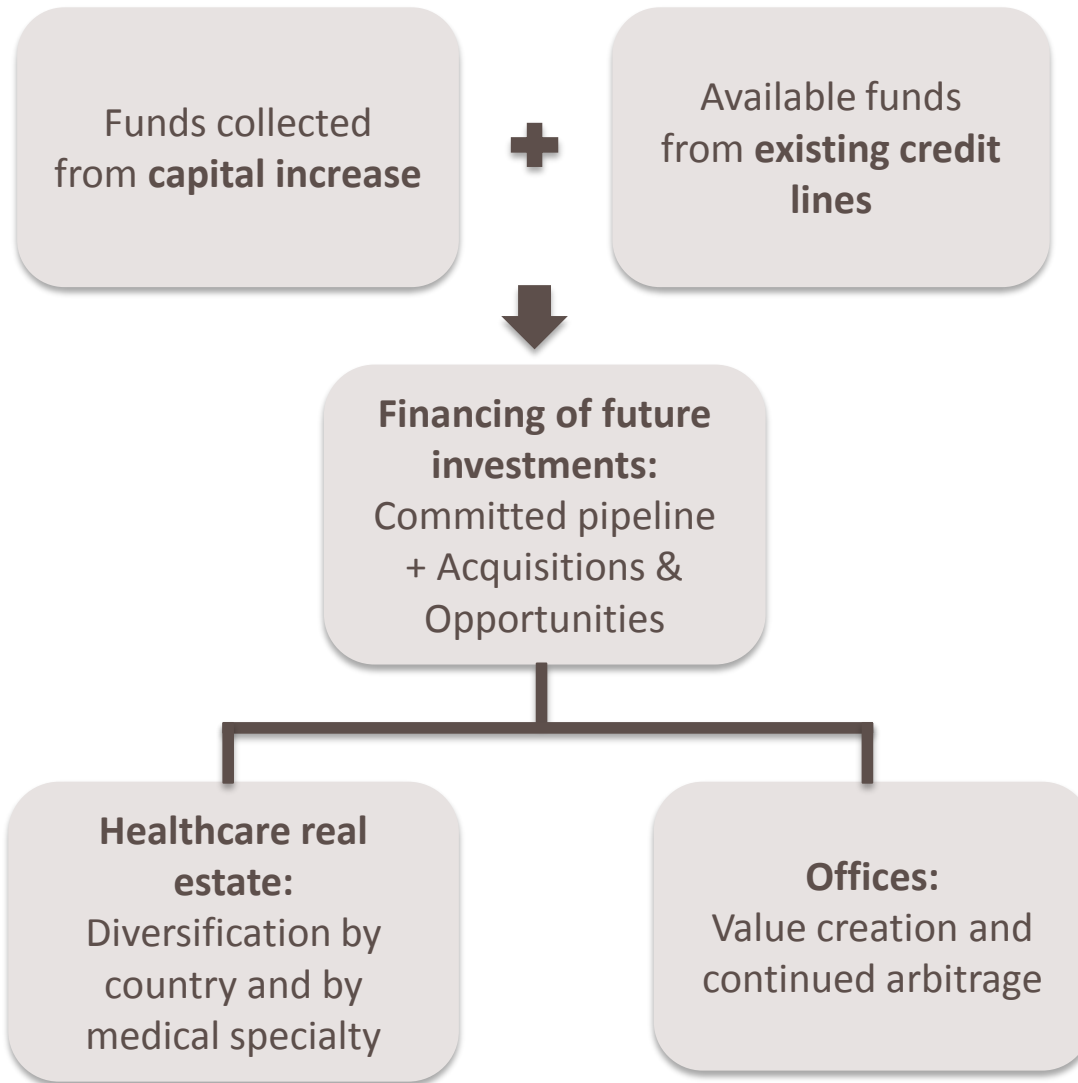 Funds collected
from capital increase
Available funds
from existing credit
lines
Financing of future
investments:
Committed pipeline
+ Acquisitions &
Opportunities
Healthcare real
estate:
Diversification by
country and by
medical specialty
Offices:
Value creation and
continued arbitrage